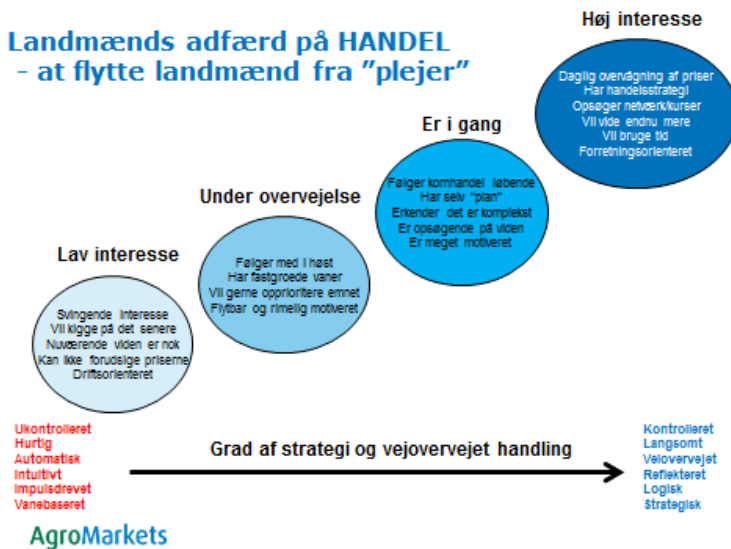 Landmænds adfærd på HANDEL
- at flytte landmænd fra ”plejer”
Høj interesse
Daglig overvågning af priser
Har handelsstrategi
Opsøger netværk/kurser
Vil vide endnu mere
Vil bruge tid
Forretningsorienteret
Er i gang
Følger kornhandel løbende
Har selv ”plan”
Erkender det er komplekst
Er opsøgende på viden
Er meget motiveret
Under overvejelse
Følger med i høst
Har fastgroede vaner
Vil gerne opprioritere emnet
Flytbar og rimelig motiveret
Lav interesse
Svingende interesse
Vil kigge på det senere
Nuværende viden er nok
Kan ikke forudsige priserne
Driftsorienteret
Ukontrolleret
Hurtig
Automatisk
Intuitivt
Impulsdrevet
Vanebaseret
Grad af strategi og vejovervejet handling
Kontrolleret
Langsomt
Velovervejet
Reflekteret
Logisk
Strategisk
AgroMarkets